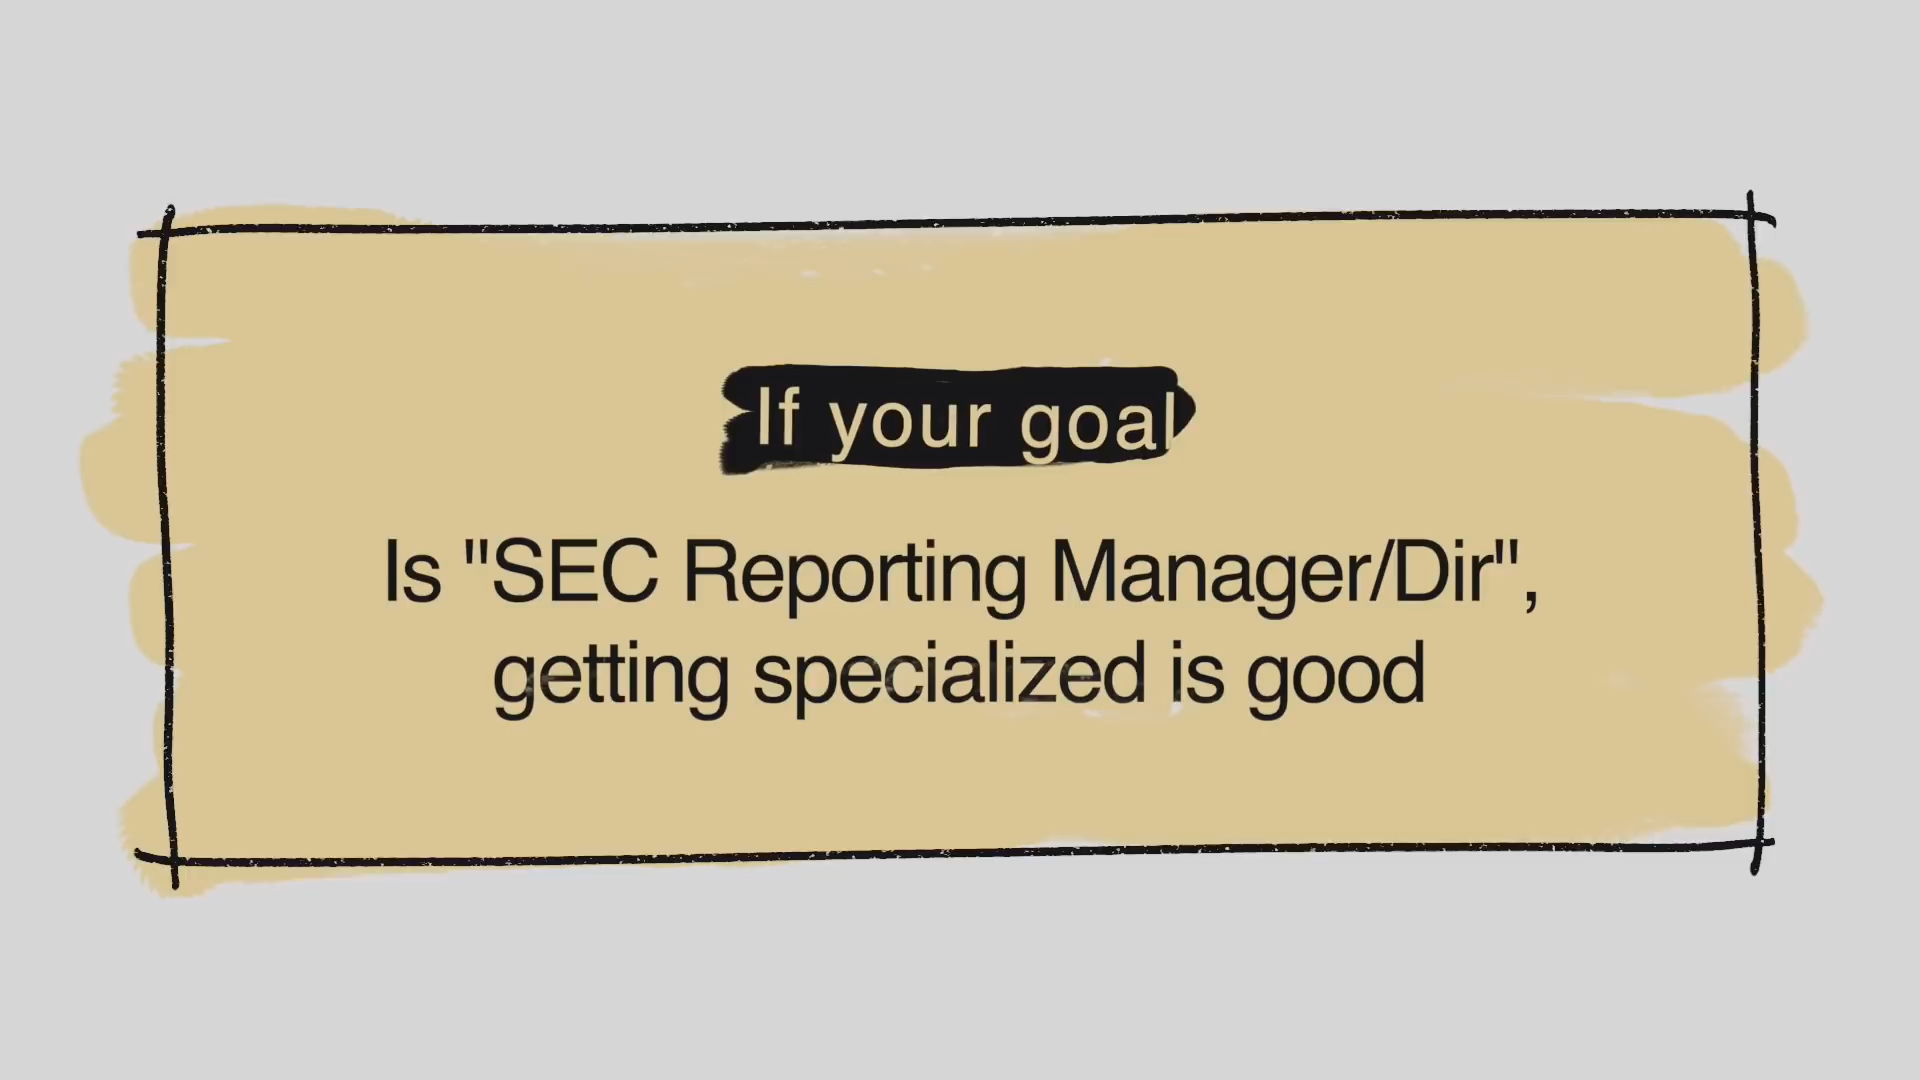 If your goal
Is "SEC Reporting Manager/Dir",
getting specialized is good